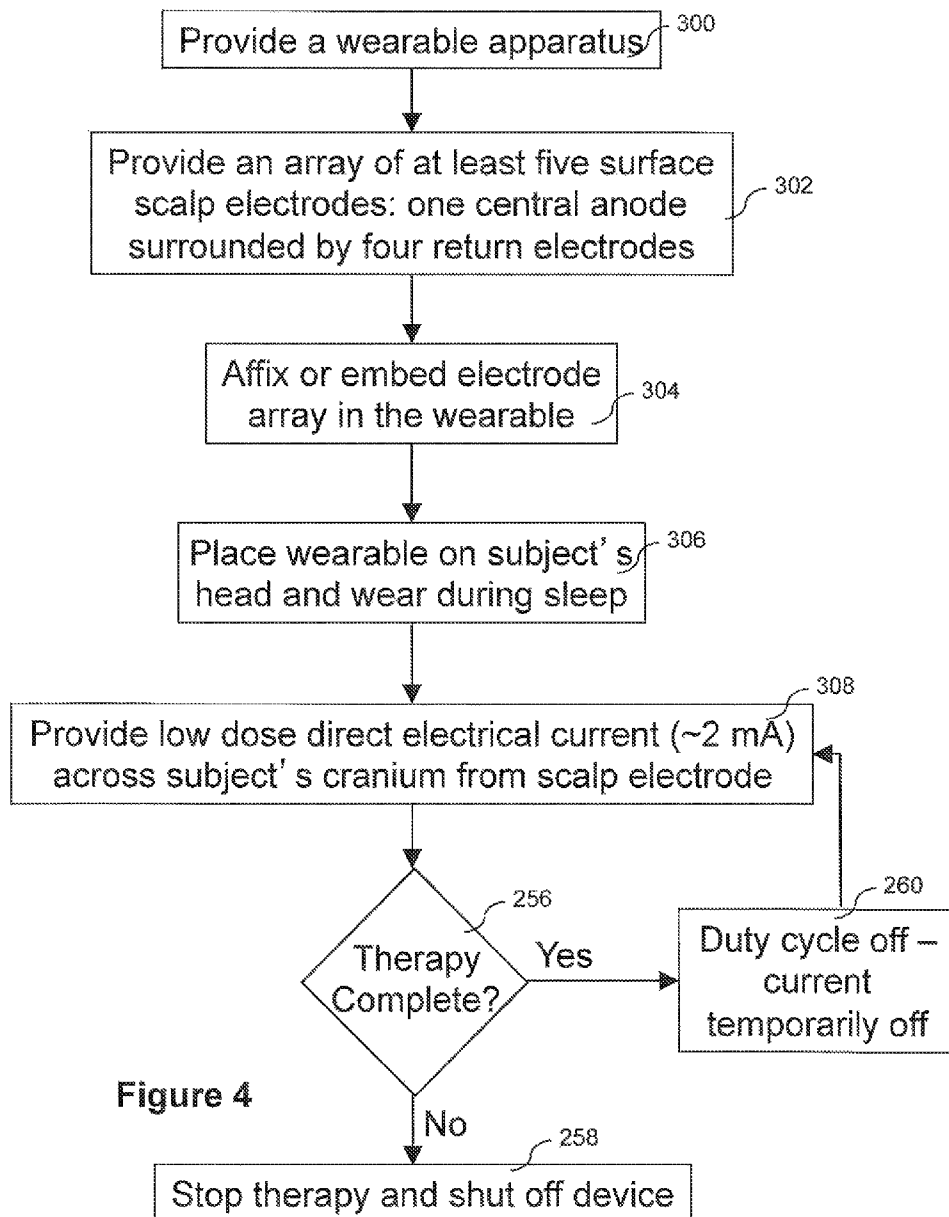 Provide a wearable apparatus
300
Provide an array of at least five surface
scalp electrodes: one central anode
surrounded by four return electrodes
302
Affix or embed electrode
array in the wearable
304
Place wearable on subject's
head and wear during sleep
306
308
Provide low dose direct electrical current (~2 mA)
across subject's cranium from scalp electrode
256
Therapy
Complete?
Yes
260
Duty cycle off –
current
temporarily off
Figure 4
No
258
Stop therapy and shut off device